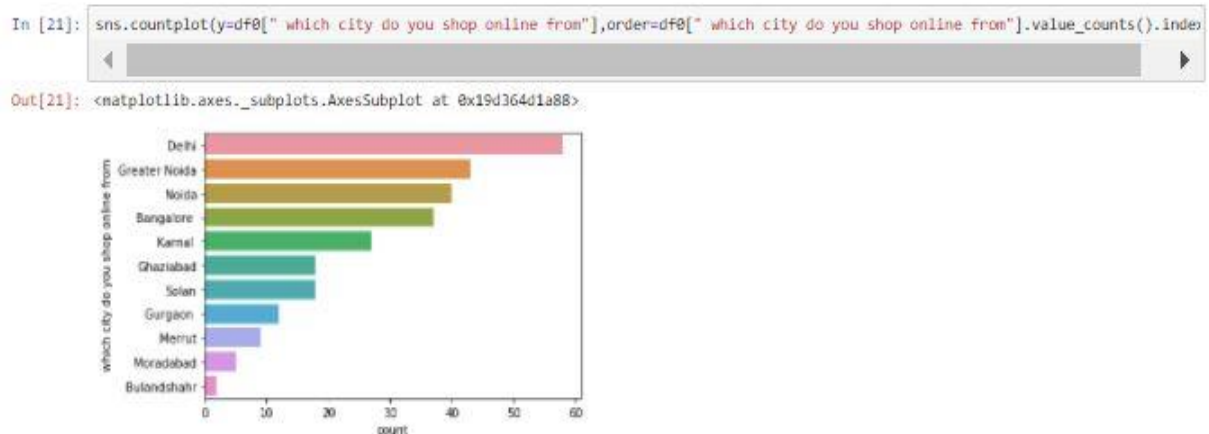 In [21]: sns.countplot(y=df0[" which city do you shop online from"],order=df0[" which city do you shop online from"].value_counts().index
Out[21]: <matplotlib.axes._subplots.AxesSubplot at 0x19d364d1a88>
which city do you shop online from
Delhi
Greater Noida
Noida
Bangalore
Karnal
Ghaziabad
Solan
Gurgaon
Merrut
Moradabad
Bulandshahr
0 10 20 30 40 50 60
count